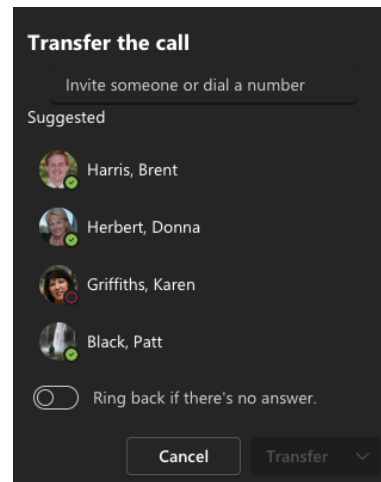 Transfer the call
Invite someone or dial a number
Suggested
Harris, Brent
Herbert, Donna
Griffiths, Karen
Black, Patt
Ring back if there's no answer.
Cancel
Transfer